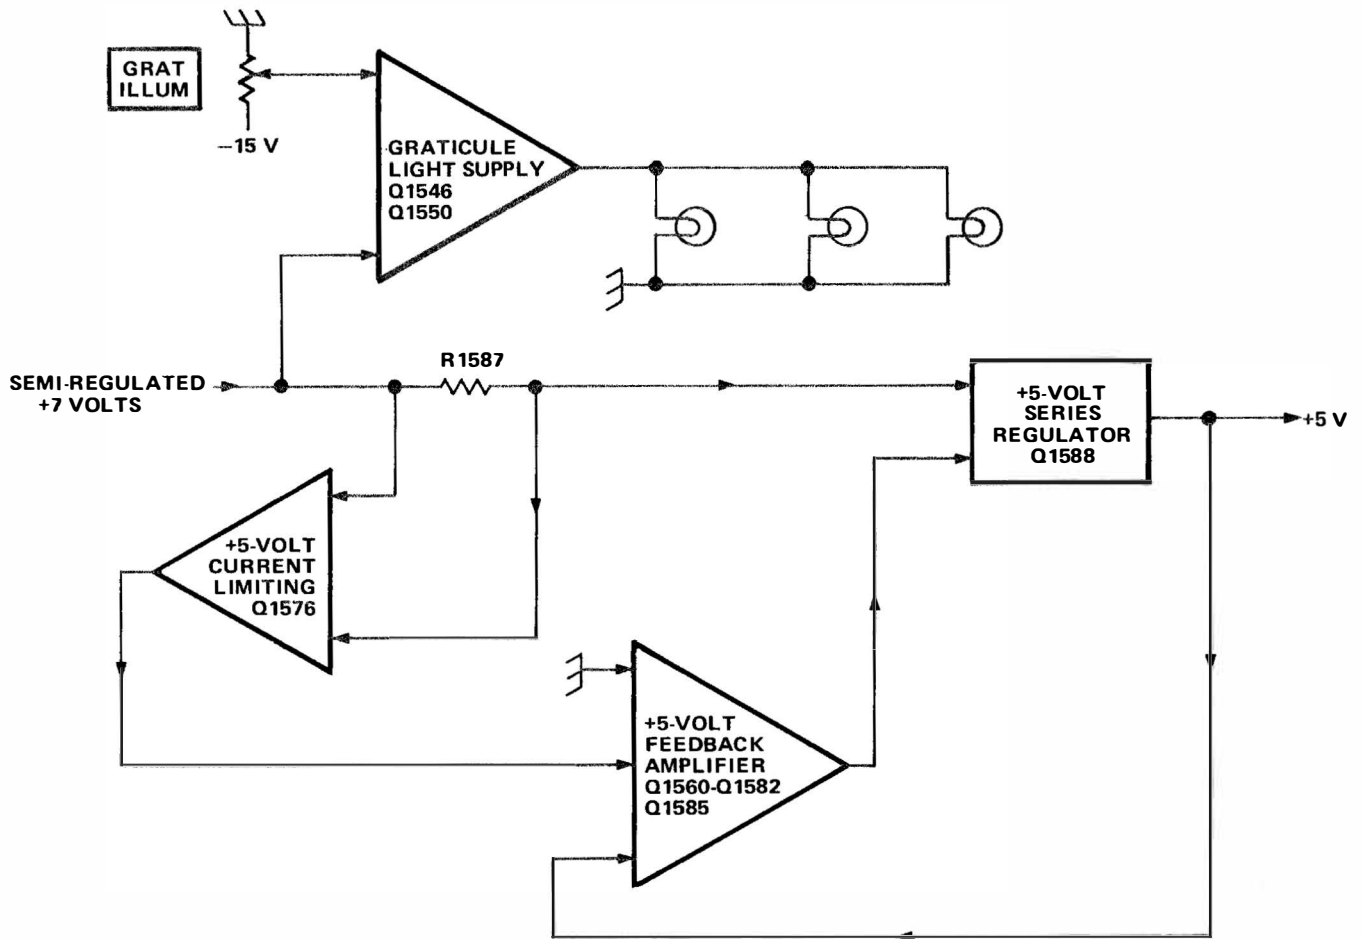 GRAT
ILLUM
–15 V
GRATICULE
LIGHT SUPPLY
Q1546
Q1550
R1587
SEMI-REGULATED
+7 VOLTS
+5-VOLT
SERIES
REGULATOR
Q1588
+5 V
+5-VOLT
CURRENT
LIMITING
Q1576
+5-VOLT
FEEDBACK
AMPLIFIER
Q1560-Q1582
Q1585